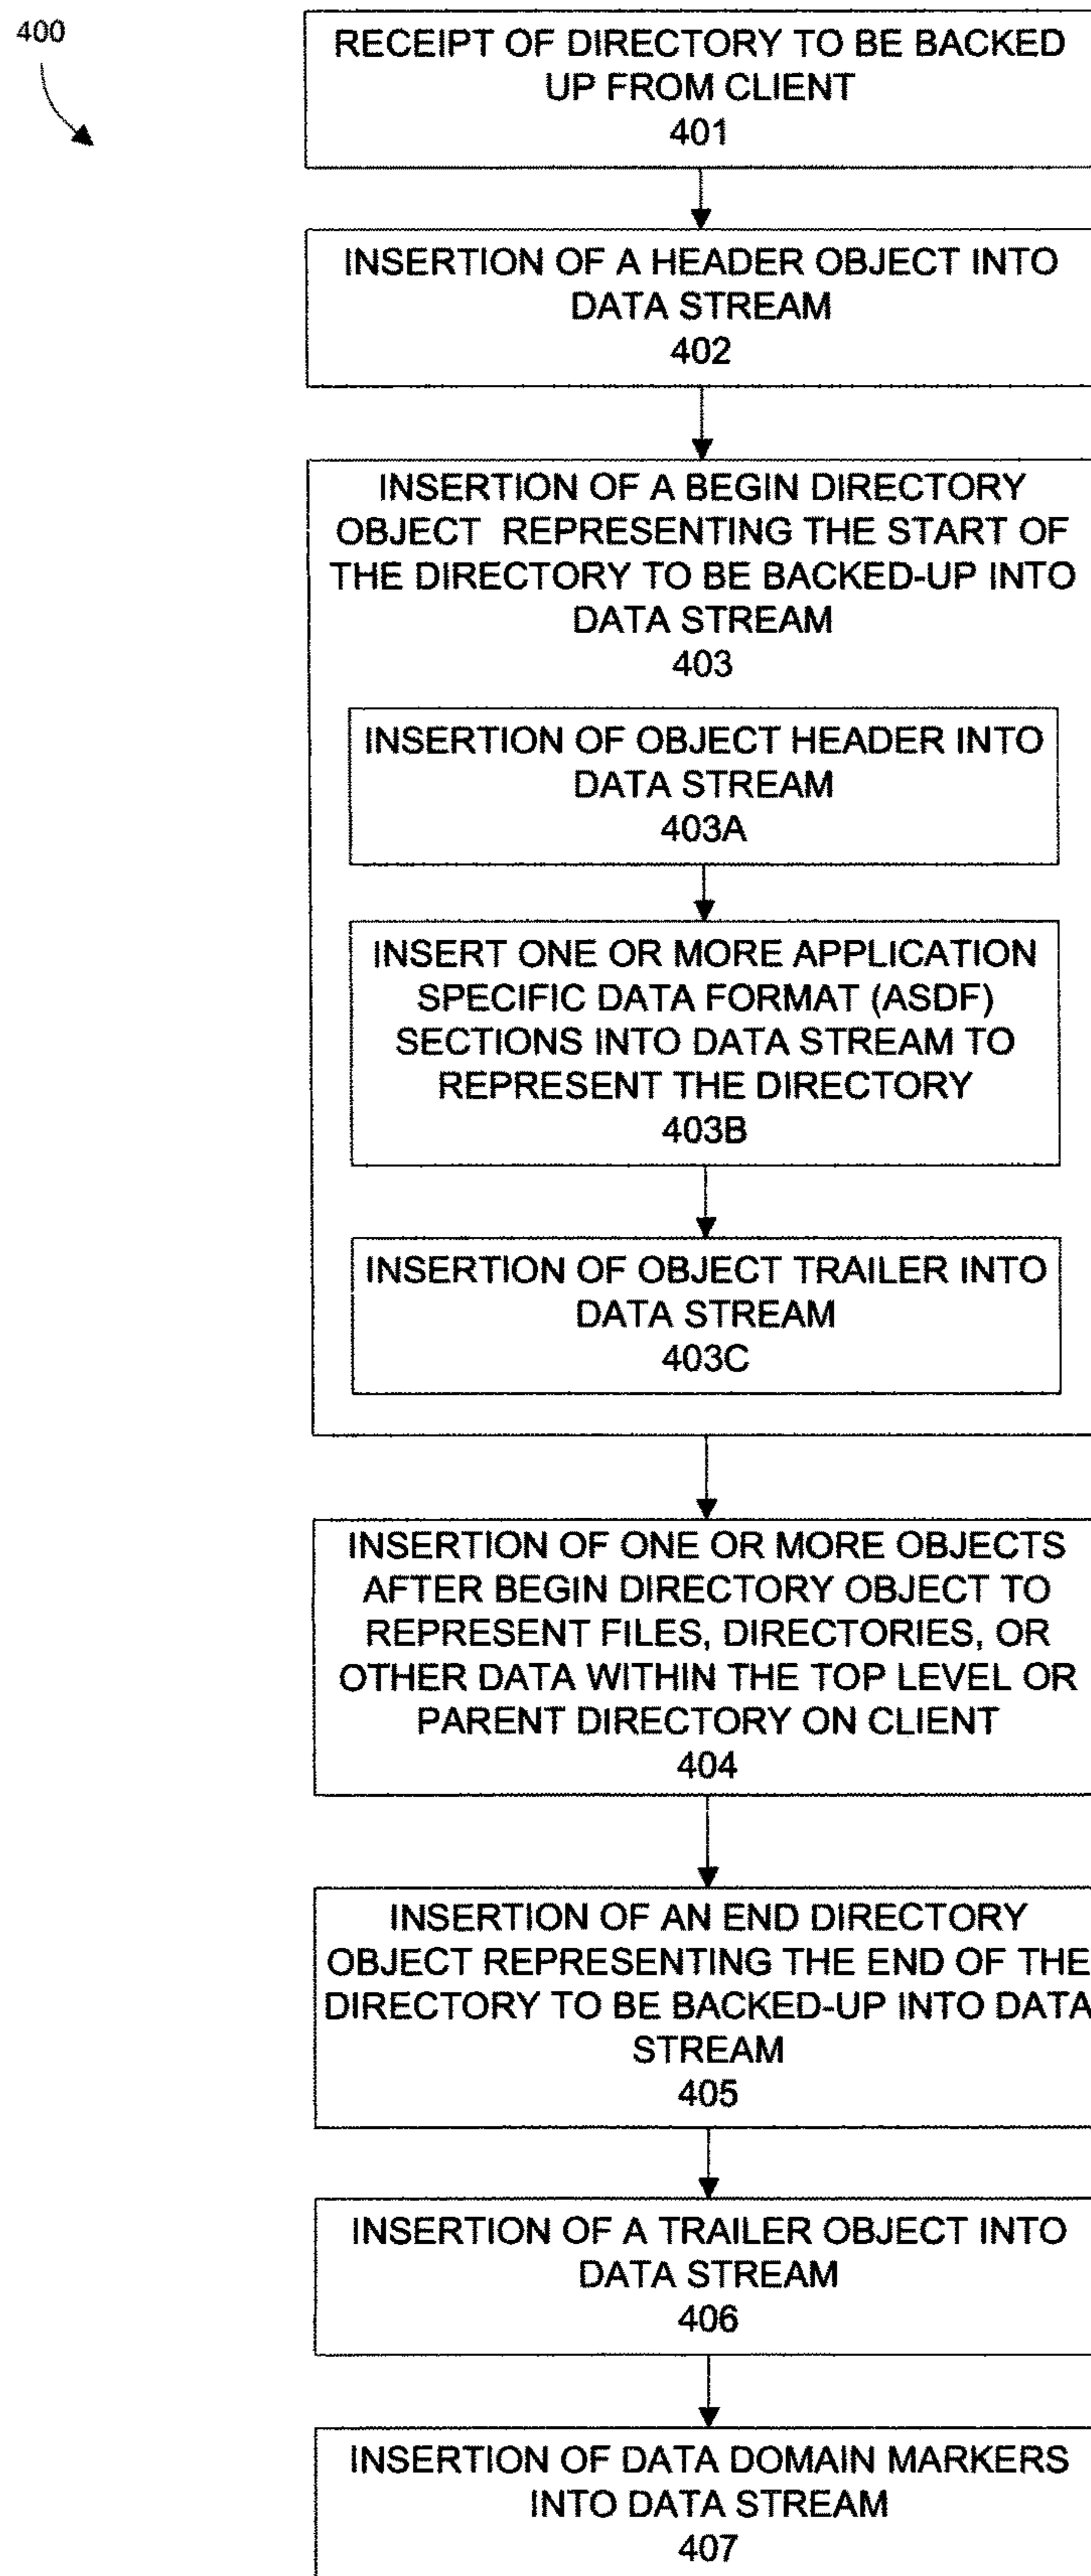 400
RECEIPT OF DIRECTORY TO BE BACKED
UP FROM CLIENT
401
INSERTION OF A HEADER OBJECT INTO
DATA STREAM
402
INSERTION OF A BEGIN DIRECTORY
OBJECT REPRESENTING THE START OF
THE DIRECTORY TO BE BACKED-UP INTO
DATA STREAM
403
INSERTION OF OBJECT HEADER INTO
DATA STREAM
403A
INSERT ONE OR MORE APPLICATION
SPECIFIC DATA FORMAT (ASDF)
SECTIONS INTO DATA STREAM TO
REPRESENT THE DIRECTORY
403B
INSERTION OF OBJECT TRAILER INTO
DATA STREAM
403C
INSERTION OF ONE OR MORE OBJECTS
AFTER BEGIN DIRECTORY OBJECT TO
REPRESENT FILES, DIRECTORIES, OR
OTHER DATA WITHIN THE TOP LEVEL OR
PARENT DIRECTORY ON CLIENT
404
INSERTION OF AN END DIRECTORY
OBJECT REPRESENTING THE END OF THE
DIRECTORY TO BE BACKED-UP INTO DATA
STREAM
405
INSERTION OF A TRAILER OBJECT INTO
DATA STREAM
406
INSERTION OF DATA DOMAIN MARKERS
INTO DATA STREAM
407